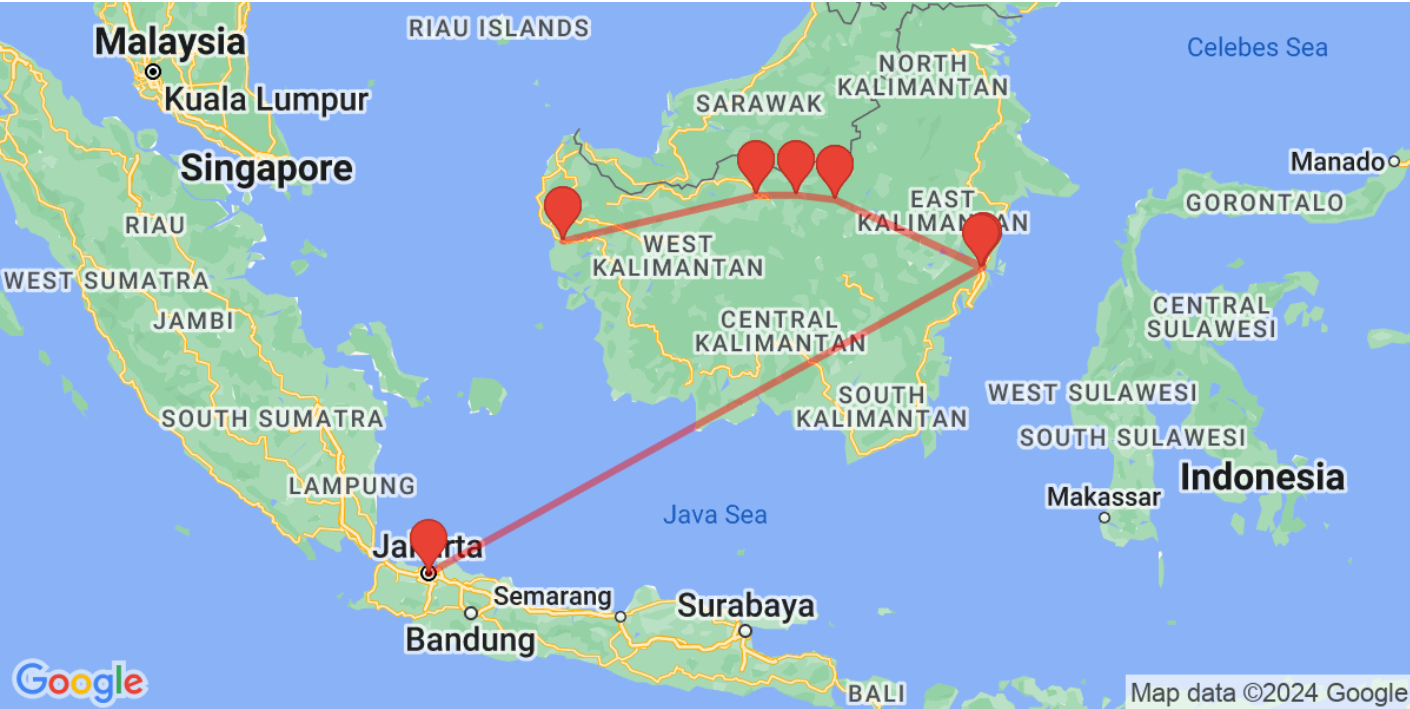 RIAU ISLANDS
Malaysia
Celebes Sea
NORTH
KALIMANTAN
Kuala Lumpur
SARAWAK
Singapore
Manado
EAST
KALIMANTAN
GORONTALO
RIAU
WEST
KALIMANTAN
WEST SUMATRA
JAMBI
CENTRAL
SULAWESI
CENTRAL
KALIMANTAN
SOUTH
KALIMANTAN
WEST SULAWESI
SOUTH SUMATRA
SOUTH SULAWESI
Indonesia
LAMPUNG
Makassar
Java Sea
Jakarta
Semarang
Surabaya
Bandung
Google
BALI
Map data ©2024 Google